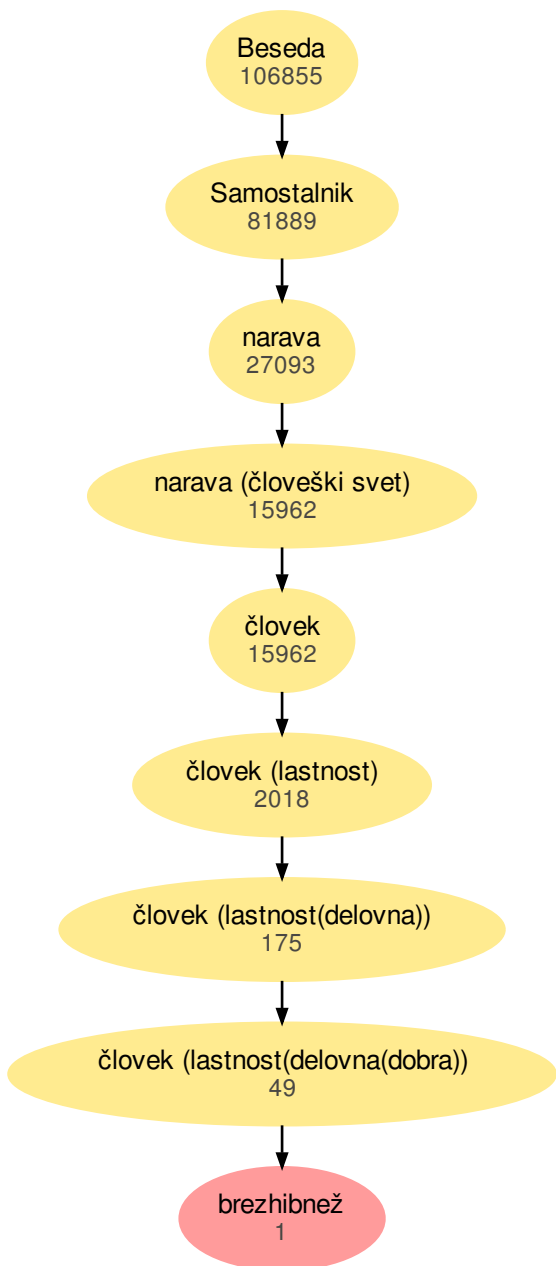 Beseda
106855
Samostalnik
81889
narava
27093
narava (človeški svet)
15962
človek
15962
človek (lastnost)
2018
človek (lastnost(delovna))
175
človek (lastnost(delovna(dobra))
49
brezhibnež
1